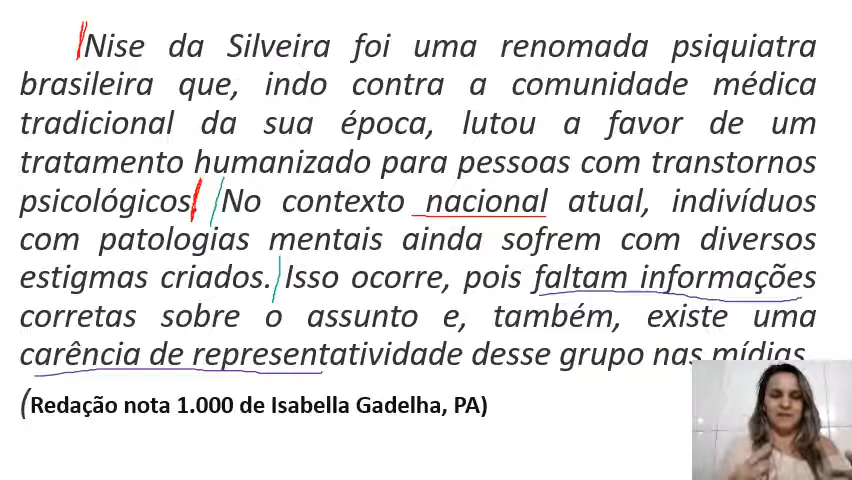 Nise da Silveira foi uma renomada psiquiatra
brasileira que, indo contra a comunidade médica
tradicional da sua época, lutou a favor de um
tratamento humanizado para pessoas com transtornos
psicológicos. No contexto nacional atual, indivíduos
com patologias mentais ainda sofrem com diversos
estigmas criados. Isso ocorre, pois faltam informações
corretas sobre o assunto e, também, existe uma
carência de representatividade desse grupo nas mídias.
(Redação nota 1.000 de Isabella Gadelha, PA)